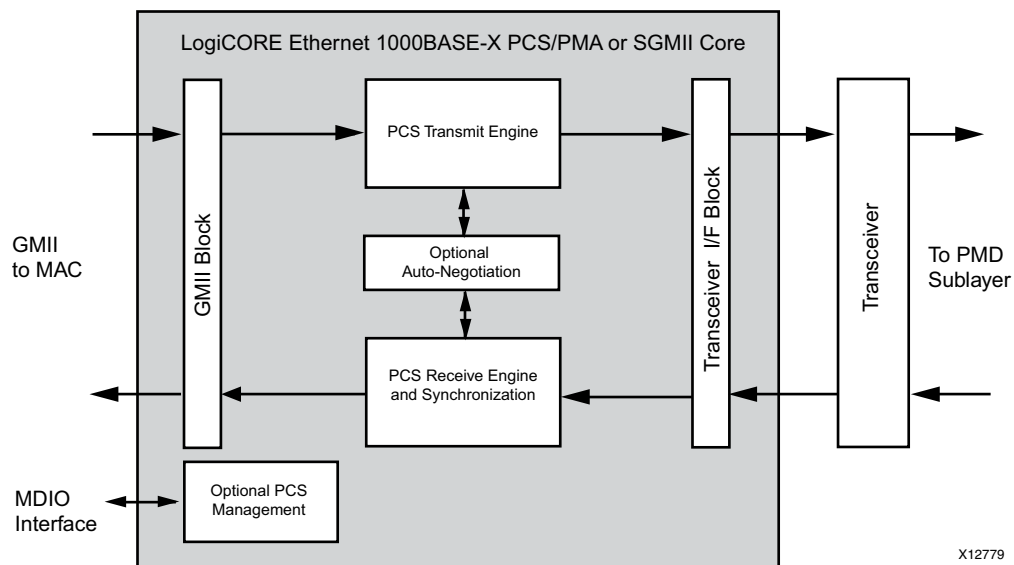 LogiCORE Ethernet 1000BASE-X PCS/PMA or SGMII Core
PCS Transmit Engine
GMII Block
Transceiver I/F Block
Transceiver
GMII
to MAC
Optional
Auto-Negotiation
To PMD
Sublayer
PCS Receive Engine
and Synchronization
MDIO
Interface
Optional PCS
Management
X12779